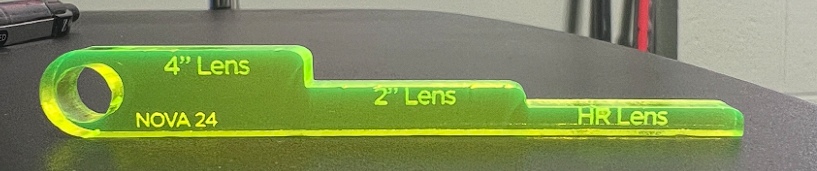 4” Lens
2” Lens
HR Lens
NOVA 24